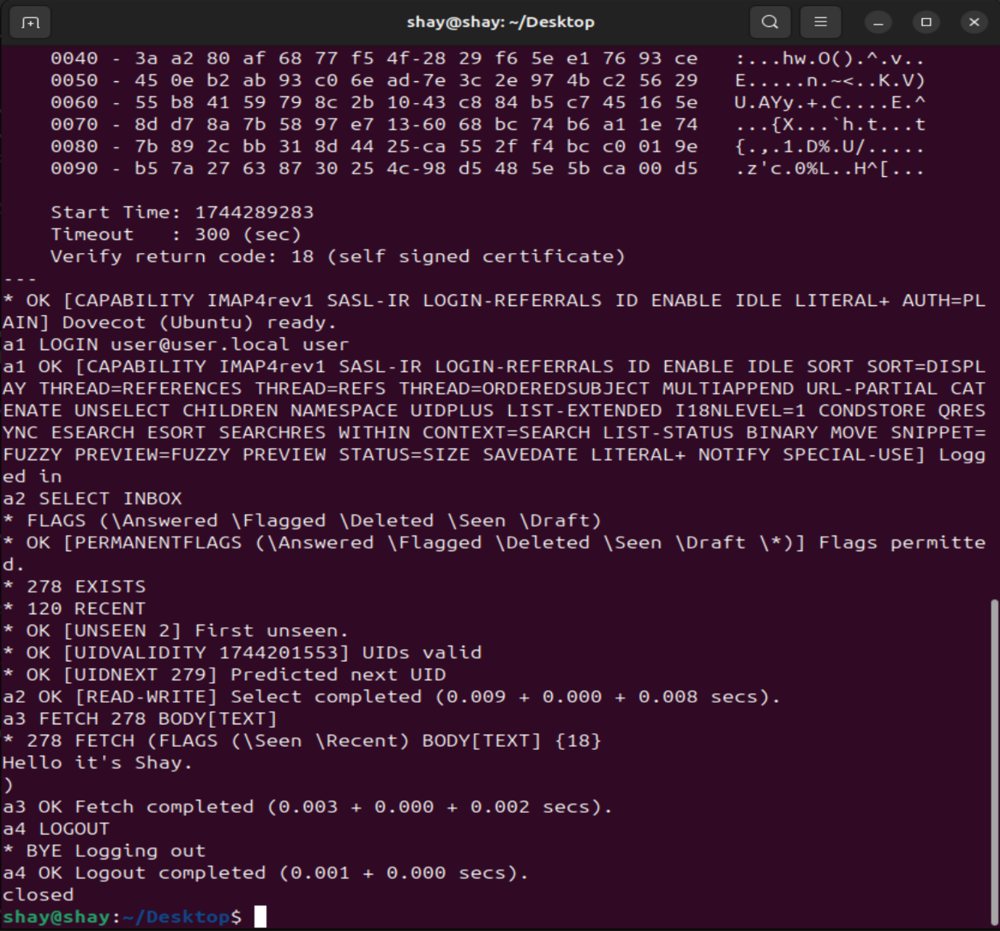 shay@shay: ~/Desktop
0040 - 3a a2 80 af 68 77 f5 4f-28 29 f6 5e e1 76 93 ce   :...hw.O().^.v..
0050 - 45 0e b2 ab 93 c0 6e ad-7e 3c 2e 97 4b c2 56 29   E.....n.~<..K.V)
0060 - 55 b8 41 59 79 8c 2b 10-43 c8 84 b5 c7 45 16 5e   U.AYy.+.C....E.^
0070 - 8d d7 8a 7b 58 97 e7 13-60 68 bc 74 b6 a1 1e 74   ...{X...`h.t...t
0080 - 7b 89 2c bb 31 8d 44 25-ca 55 2f f4 bc c0 01 9e   {.,.1.D%.U/.....
0090 - b5 7a 27 63 87 30 25 4c-98 d5 48 5e 5b ca 00 d5   .z'c.0%L..H^[...
Start Time: 1744289283
Timeout   : 300 (sec)
Verify return code: 18 (self signed certificate)
---
* OK [CAPABILITY IMAP4rev1 SASL-IR LOGIN-REFERRALS ID ENABLE IDLE LITERAL+ AUTH=PL
AIN] Dovecot (Ubuntu) ready.
a1 LOGIN user@user.local user
a1 OK [CAPABILITY IMAP4rev1 SASL-IR LOGIN-REFERRALS ID ENABLE IDLE SORT SORT=DISPL
AY THREAD=REFERENCES THREAD=REFS THREAD=ORDEREDSUBJECT MULTIAPPEND URL-PARTIAL CAT
ENATE UNSELECT CHILDREN NAMESPACE UIDPLUS LIST-EXTENDED I18NLEVEL=1 CONDSTORE QRES
YNC ESEARCH ESORT SEARCHRES WITHIN CONTEXT=SEARCH LIST-STATUS BINARY MOVE SNIPPET=
FUZZY PREVIEW=FUZZY PREVIEW STATUS=SIZE SAVEDATE LITERAL+ NOTIFY SPECIAL-USE] Logg
ed in
a2 SELECT INBOX
* FLAGS (\Answered \Flagged \Deleted \Seen \Draft)
* OK [PERMANENTFLAGS (\Answered \Flagged \Deleted \Seen \Draft \*)] Flags permitte
d.
* 278 EXISTS
* 120 RECENT
* OK [UNSEEN 2] First unseen.
* OK [UIDVALIDITY 1744201553] UIDs valid
* OK [UIDNEXT 279] Predicted next UID
a2 OK [READ-WRITE] Select completed (0.009 + 0.000 + 0.008 secs).
a3 FETCH 278 BODY[TEXT]
* 278 FETCH (FLAGS (\Seen \Recent) BODY[TEXT] {18}
Hello it's Shay.
)
a3 OK Fetch completed (0.003 + 0.000 + 0.002 secs).
a4 LOGOUT
* BYE Logging out
a4 OK Logout completed (0.001 + 0.000 secs).
closed
shay@shay:~/Desktop$